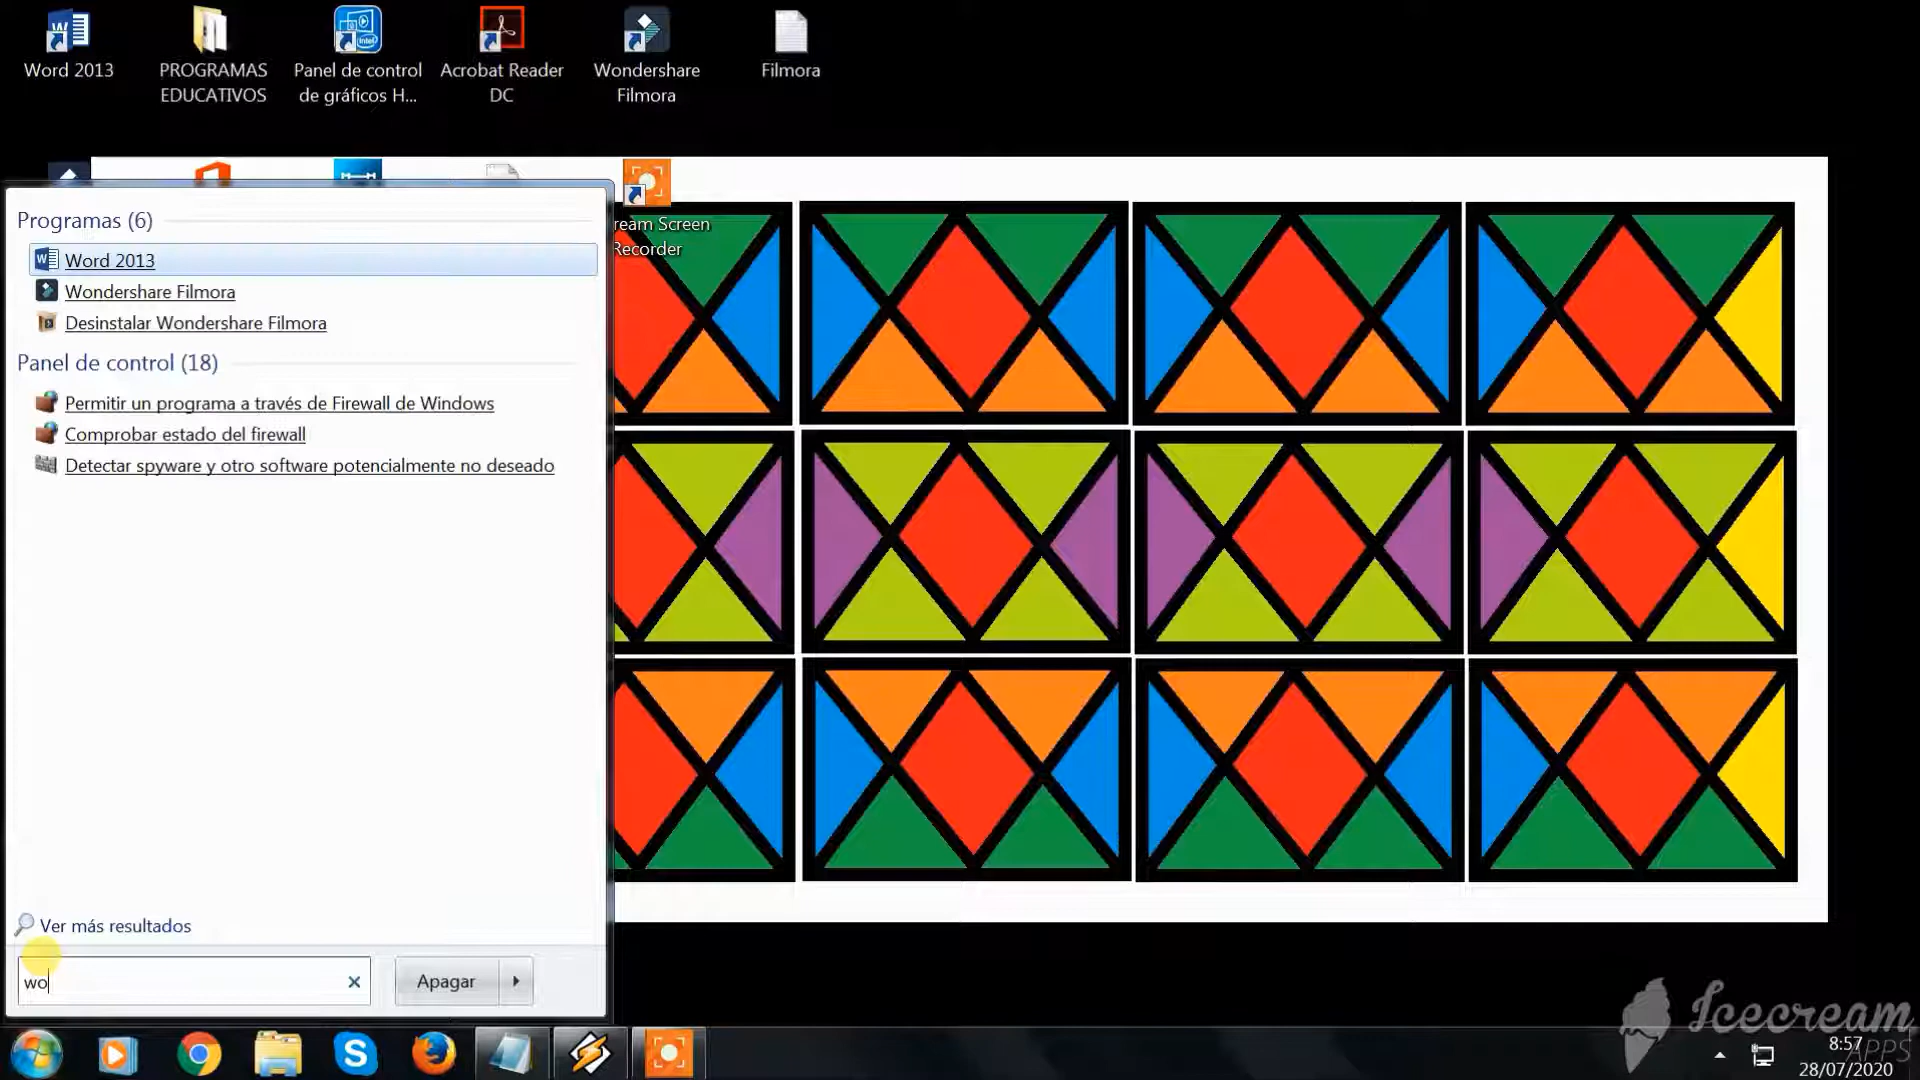 Word 2013
PROGRAMAS
EDUCATIVOS
Panel de control
de gráficos H...
Acrobat Reader
DC
Wondershare
Filmora
Filmora
ream Screen
Recorder
Programas (6)
Word 2013
Wondershare Filmora
Desinstalar Wondershare Filmora
Panel de control (18)
Permitir un programa a través de Firewall de Windows
Comprobar estado del firewall
Detectar spyware y otro software potencialmente no deseado
Ver más resultados
wo
Apagar
Icecream
APPS
8:57
28/07/2020